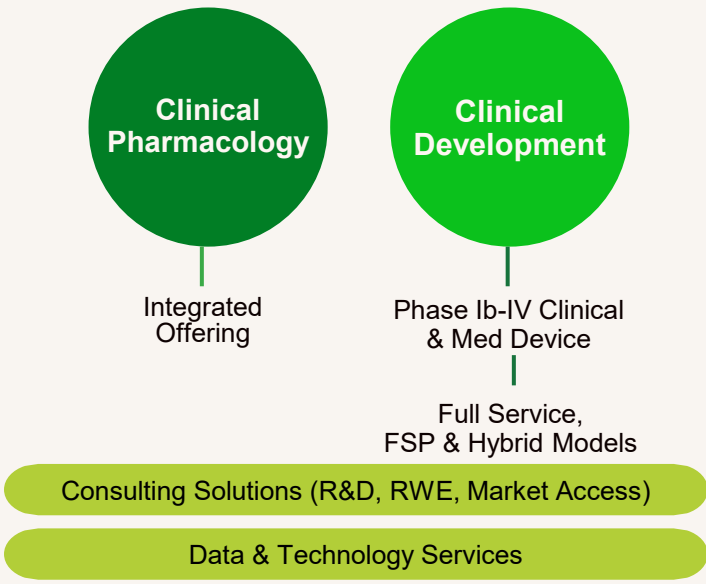 Clinical
Pharmacology
Clinical
Development
Integrated
Offering
Phase Ib-IV Clinical
& Med Device
Full Service,
FSP & Hybrid Models
Consulting Solutions (R&D, RWE, Market Access)
Data & Technology Services